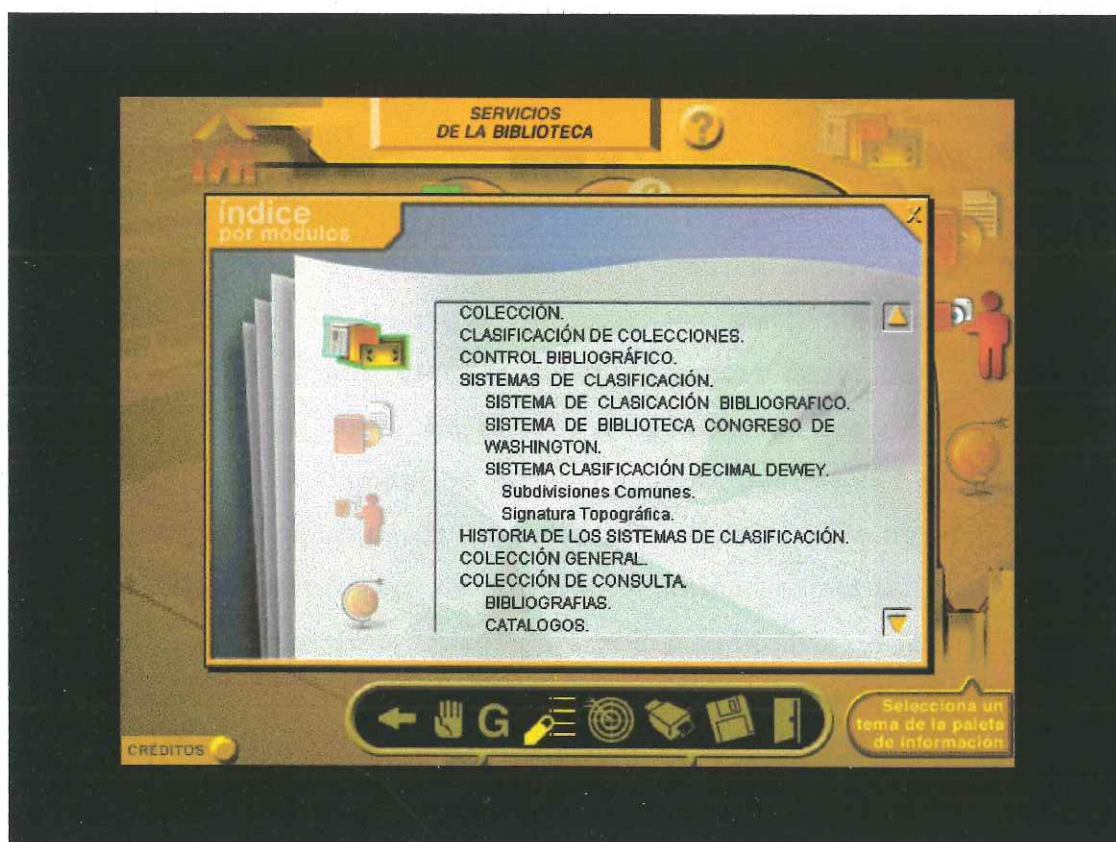 SERVICIOS
DE LA BIBLIOTECA
?
índice
por módulos
X
COLECCIÓN.
CLASIFICACIÓN DE COLECCIONES.
CONTROL BIBLIOGRÁFICO.
SISTEMAS DE CLASIFICACIÓN.
SISTEMA DE CLASICACIÓN BIBLIOGRAFICO.
SISTEMA DE BIBLIOTECA CONGRESO DE
WASHINGTON.
SISTEMA CLASIFICACIÓN DECIMAL DEWEY.
Subdivisiones Comunes.
Signatura Topográfica.
HISTORIA DE LOS SISTEMAS DE CLASIFICACIÓN.
COLECCIÓN GENERAL.
COLECCIÓN DE CONSULTA.
BIBLIOGRAFIAS.
CATALOGOS.
G
Selecciona un
tema de la paleta
de información
CRÉDITOS